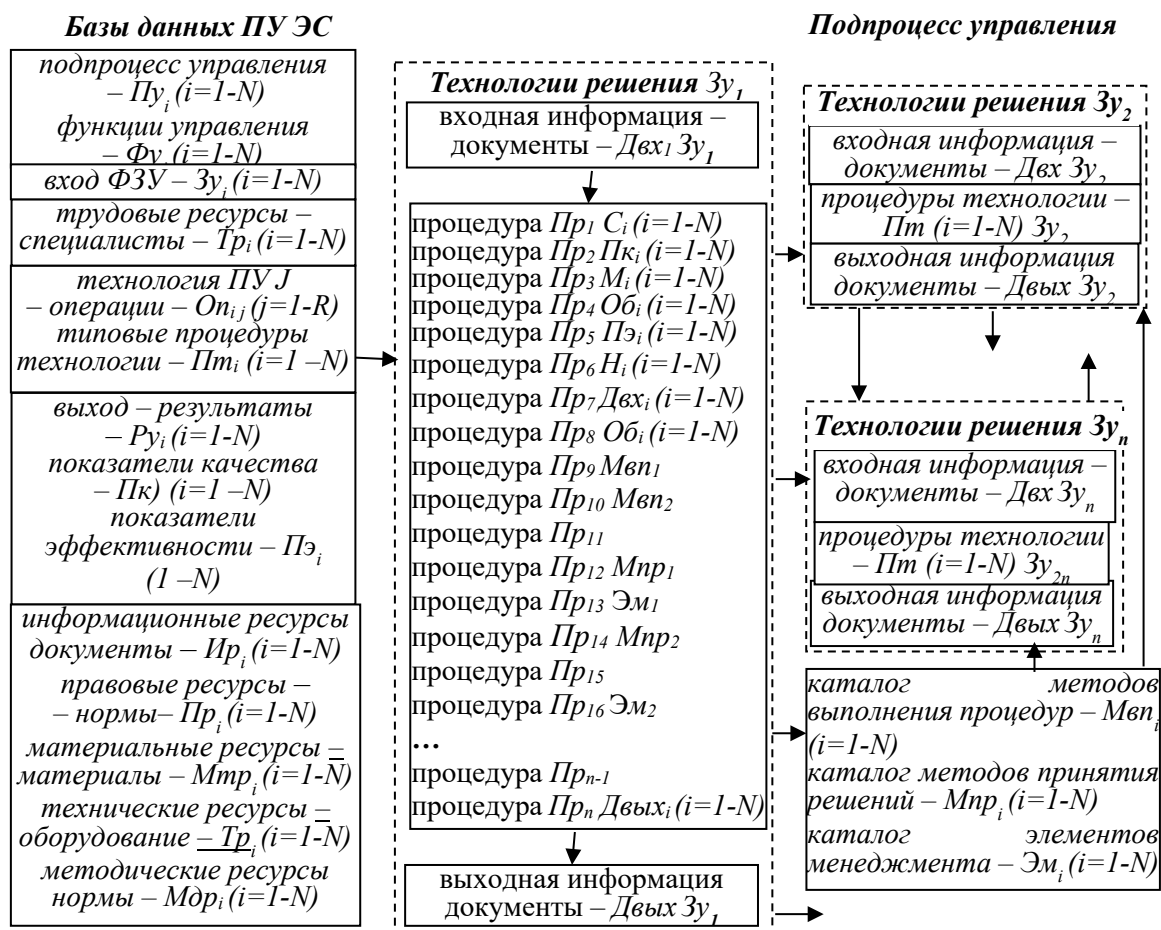 Базы данных ПУ ЭС
подпроцесс управления
– Пуi (i=1-N)
функции управления
– Фу (i=1-N)
вход ФЗУ – Зуi (i=1-N)
трудовые ресурсы –
специалисты – Трi (i=1-N)
технология ПУ J
– операции – Опij (j=1-R)
типовые процедуры
технологии – Птi (i=1 –N)
выход – результаты
– Руi (i=1-N)
показатели качества
– Пк) (i=1 –N)
показатели
эффективности – Пэi
(1 –N)
информационные ресурсы
документы – Ирi (i=1-N)
правовые ресурсы –
– нормы– Прi (i=1-N)
материальные ресурсы –
материалы – Мтрi (i=1-N)
технические ресурсы –
оборудование – Трi (i=1-N)
методические ресурсы
нормы – Мдрi (i=1-N)
Технологии решения Зу1
входная информация –
документы – Двх1 Зу1
процедура Пр1 Сi (i=1-N)
процедура Пр2 Пкi (i=1-N)
процедура Пр3 Мi (i=1-N)
процедура Пр4 Обi (i=1-N)
процедура Пр5 Пэi (i=1-N)
процедура Пр6 Нi (i=1-N)
процедура Пр7 Двхi (i=1-N)
процедура Пр8 Обi (i=1-N)
процедура Пр9 Мвп1
процедура Пр10 Мвп2
процедура Пр11
процедура Пр12 Мпр1
процедура Пр13 Эм1
процедура Пр14 Мпр2
процедура Пр15
процедура Пр16 Эм2
...
процедура Прn-1
процедура Прn Двыхi (i=1-N)
выходная информация
документы – Двых Зу1
Подпроцесс управления
Технологии решения Зу2
входная информация –
документы – Двх Зу2
процедуры технологии –
Пт (i=1-N) Зу2
выходная информация
документы – Двых Зу2
Технологии решения Зуn
входная информация –
документы – Двх Зуn
процедуры технологии
– Пт (i=1-N) Зу2n
выходная информация
документы – Двых Зуn
каталог методов
выполнения процедур – Мвпi
(i=1-N)
каталог методов принятия
решений – Мпрi (i=1-N)
каталог элементов
менеджмента – Эмi (i=1-N)